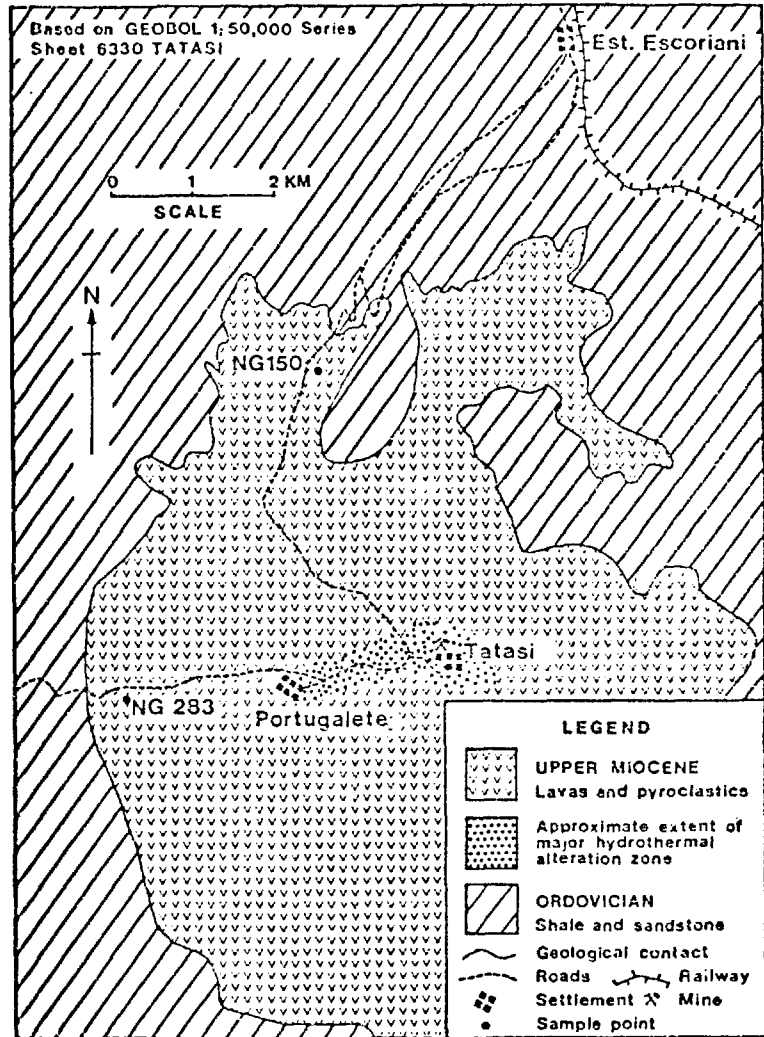 Based on GEOBOL 1:50,000 Series
Sheet 6330 TATASI
Est. Escoriani
0 1 2 KM
SCALE
N
NG150
Tatasi
NG 283
Portugalete
LEGEND
UPPER MIOCENE
Lavas and pyroclastics
Approximate extent of
major hydrothermal
alteration zone
ORDOVICIAN
Shale and sandstone
Geological contact
Roads Railway
Settlement Mine
Sample point